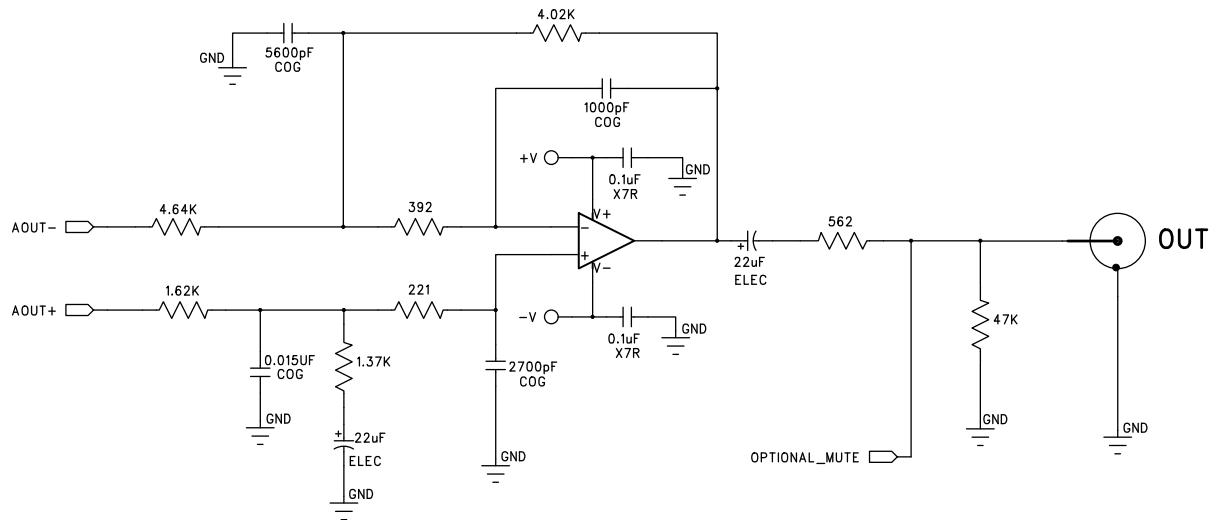 4.02K
GND
5600pF
COG
1000pF
COG
+V
0.1uF
X7R
GND
4.64K
392
V+
AOUT-
-
+
V-
562
OUT
+
22uF
ELEC
1.62K
221
AOUT+
-V
0.1uF
X7R
GND
47K
0.015UF
COG
1.37K
2700pF
COG
GND
+
22uF
ELEC
GND
GND
GND
GND
OPTIONAL_MUTE
GND